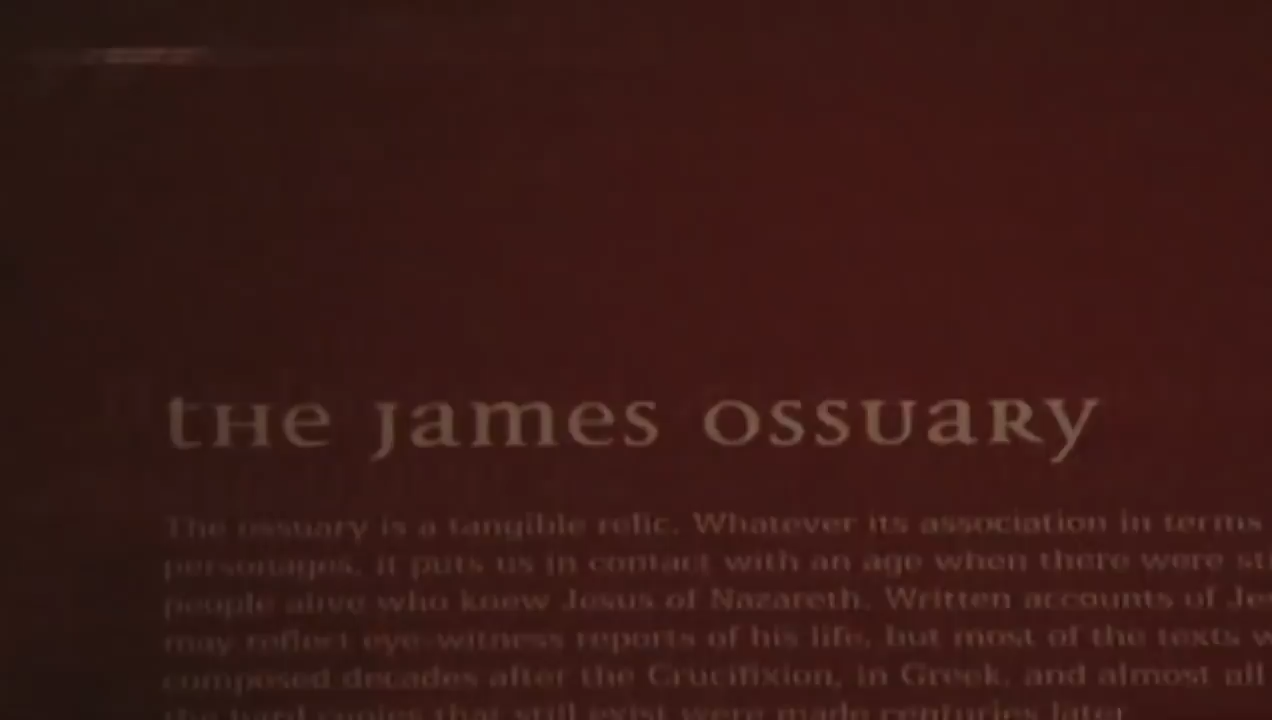 the James ossuary
The ossuary is a tangible relic. Whatever its association in terms
personages, it puts us in contact with an age when there were
people alive who knew Jesus of Nazareth. Written accounts of
may reflect eye-witness reports of his life, but most of the texts
composed decades after the Crucifixion, in Greek, and almost all
the hard copies that still exist were made centuries later